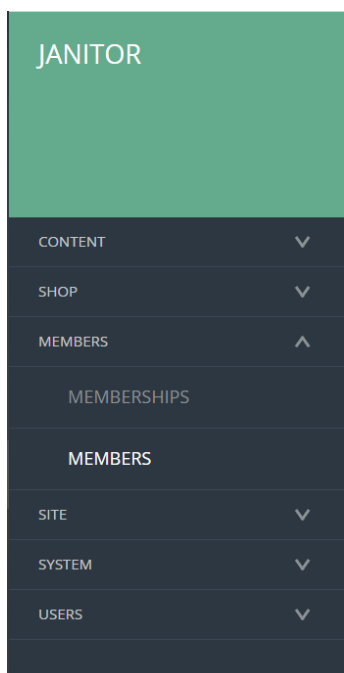 JANITOR
CONTENT
SHOP
MEMBERS
MEMBERSHIPS
MEMBERS
SITE
SYSTEM
USERS